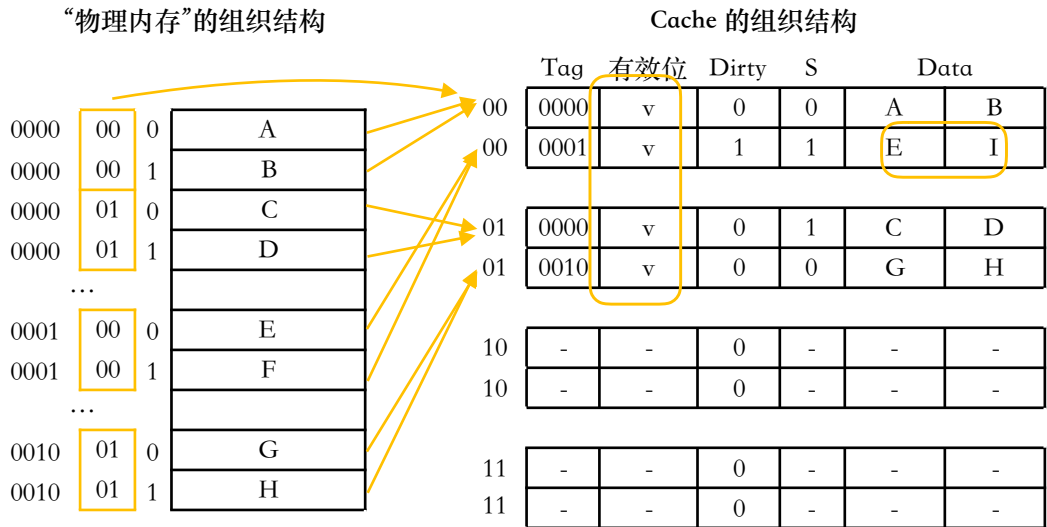 “物理内存”的组织结构
Cache 的组织结构
Tag 有效位 Dirty S Data
00 0000 v 0 0 A B
00 0001 v 1 1 E I
01 0000 v 0 1 C D
01 0010 v 0 0 G H
10 - - 0 - - -
10 - - 0 - - -
11 - - 0 - - -
11 - - 0 - - -
0000 00 0 A
0000 00 1 B
0000 01 0 C
0000 01 1 D
...
0001 00 0 E
0001 00 1 F
...
0010 01 0 G
0010 01 1 H